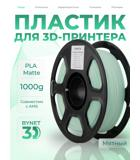 ПЛАСТИК
ДЛЯ 3D-ПРИНТЕРА
PLA
Matte
1000g
Совместим
с AMS
BYNET
3D
Мятный